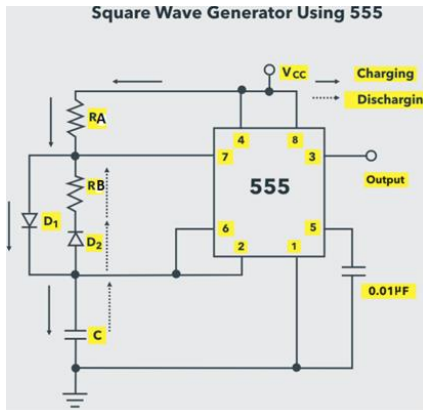 Square Wave Generator Using 555
VCC
Charging
Dischargin
RA
4
8
7
3
RB
555
Output
D1
6
5
D2
2
1
0.01µF
C